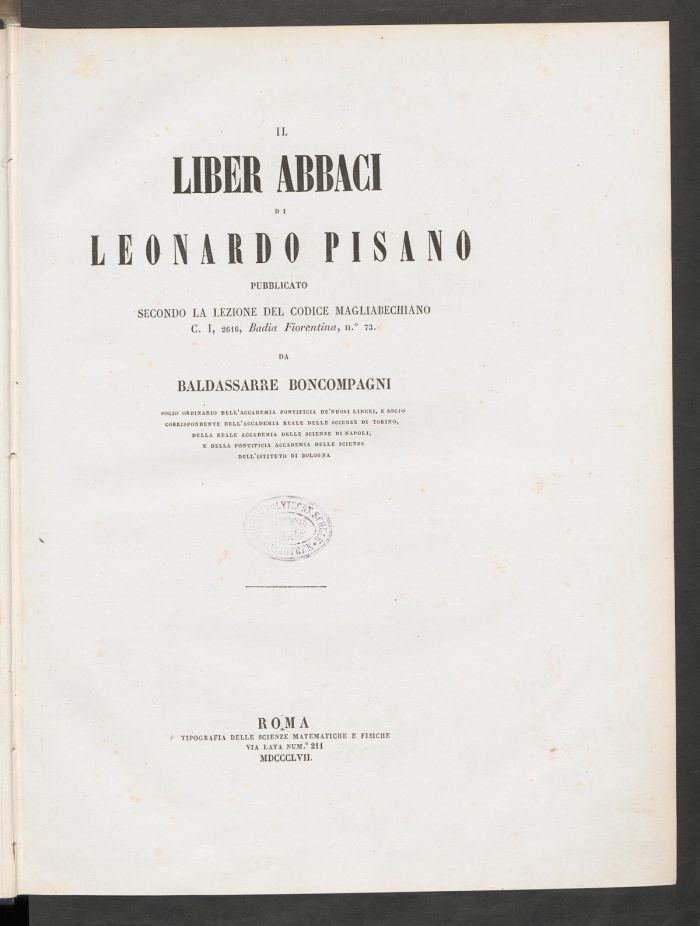 IL
LIBER ABBACI
DI
LEONARDO PISANO
PUBBLICATO
SECONDO LA LEZIONE DEL CODICE MAGLIABECHIANO
C. I, 2616, Badia Fiorentina, n.° 73.
DA
BALDASSARRE BONCOMPAGNI
SOCIO ORDINARIO DELL'ACCADEMIA PONTIFICIA DE'NUOVI LINCEI, E SOCIO
CORRISPONDENTE DELL'ACCADEMIA REALE DELLE SCIENZE DI TORINO,
DELLA REALE ACCADEMIA DELLE SCIENZE DI NAPOLI,
E DELLA PONTIFICIA ACCADEMIA DELLE SCIENZE
DELL'ISTITUTO DI BOLOGNA
ROMA
TIPOGRAFIA DELLE SCIENZE MATEMATICHE E FISICHE
VIA LATA NUM.° 211
MDCCCLVII.